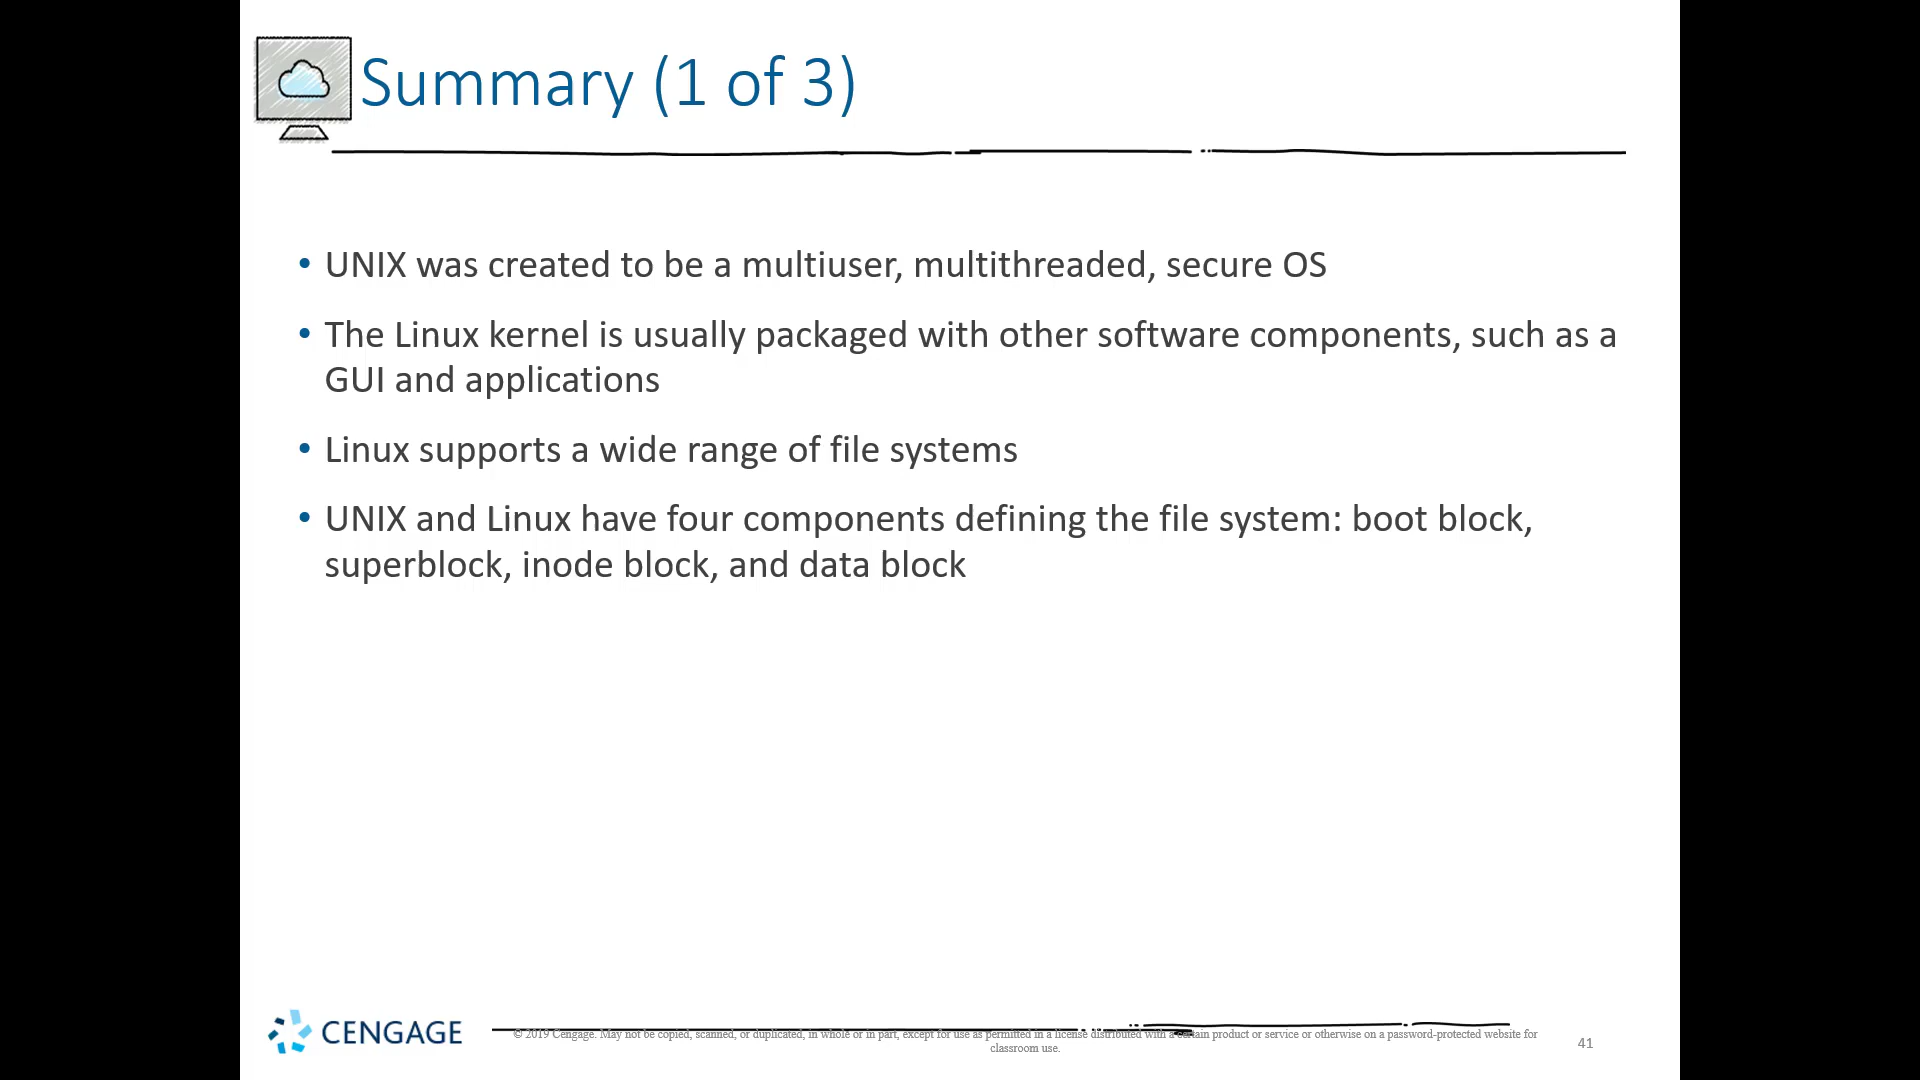 Summary (1 of 3)
• UNIX was created to be a multiuser, multithreaded, secure OS
• The Linux kernel is usually packaged with other software components, such as a
GUI and applications
• Linux supports a wide range of file systems
• UNIX and Linux have four components defining the file system: boot block,
superblock, inode block, and data block
CENGAGE
© 2019 Cengage. May not be copied, scanned, or duplicated, in whole or in part, except for use as permitted in a license distributed with a certain product or service or otherwise on a password-protected website for
classroom use.
41